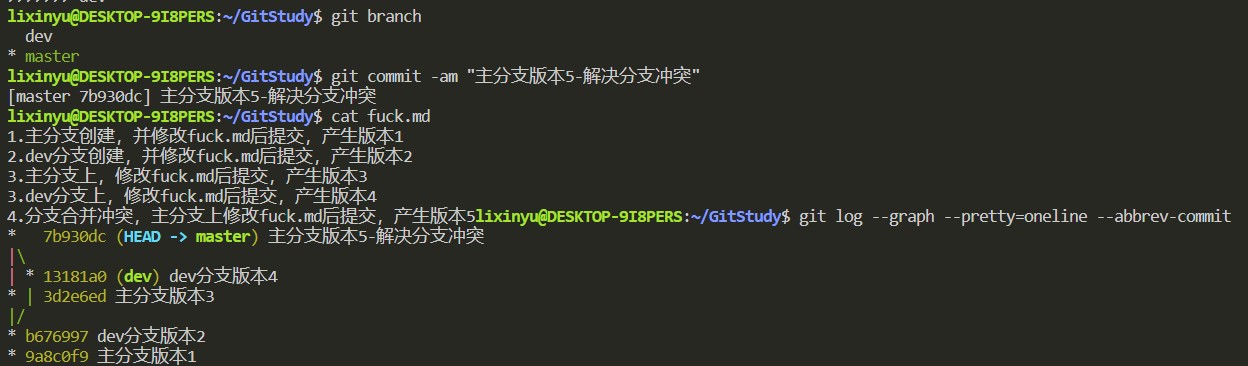 lixinyu@DESKTOP-9I8PERS:~/GitStudy$ git branch
  dev
* master
lixinyu@DESKTOP-9I8PERS:~/GitStudy$ git commit -am "主分支版本5-解决分支冲突"
[master 7b930dc] 主分支版本5-解决分支冲突
lixinyu@DESKTOP-9I8PERS:~/GitStudy$ cat fuck.md
1.主分支创建，并修改fuck.md后提交，产生版本1
2.dev分支创建，并修改fuck.md后提交，产生版本2
3.主分支上，修改fuck.md后提交，产生版本3
3.dev分支上，修改fuck.md后提交，产生版本4
4.分支合并冲突，主分支上修改fuck.md后提交，产生版本5lixinyu@DESKTOP-9I8PERS:~/GitStudy$ git log --graph --pretty=oneline --abbrev-commit
*   7b930dc (HEAD -> master) 主分支版本5-解决分支冲突
|\
| * 13181a0 (dev) dev分支版本4
* | 3d2e6ed 主分支版本3
|/
* b676997 dev分支版本2
* 9a8c0f9 主分支版本1